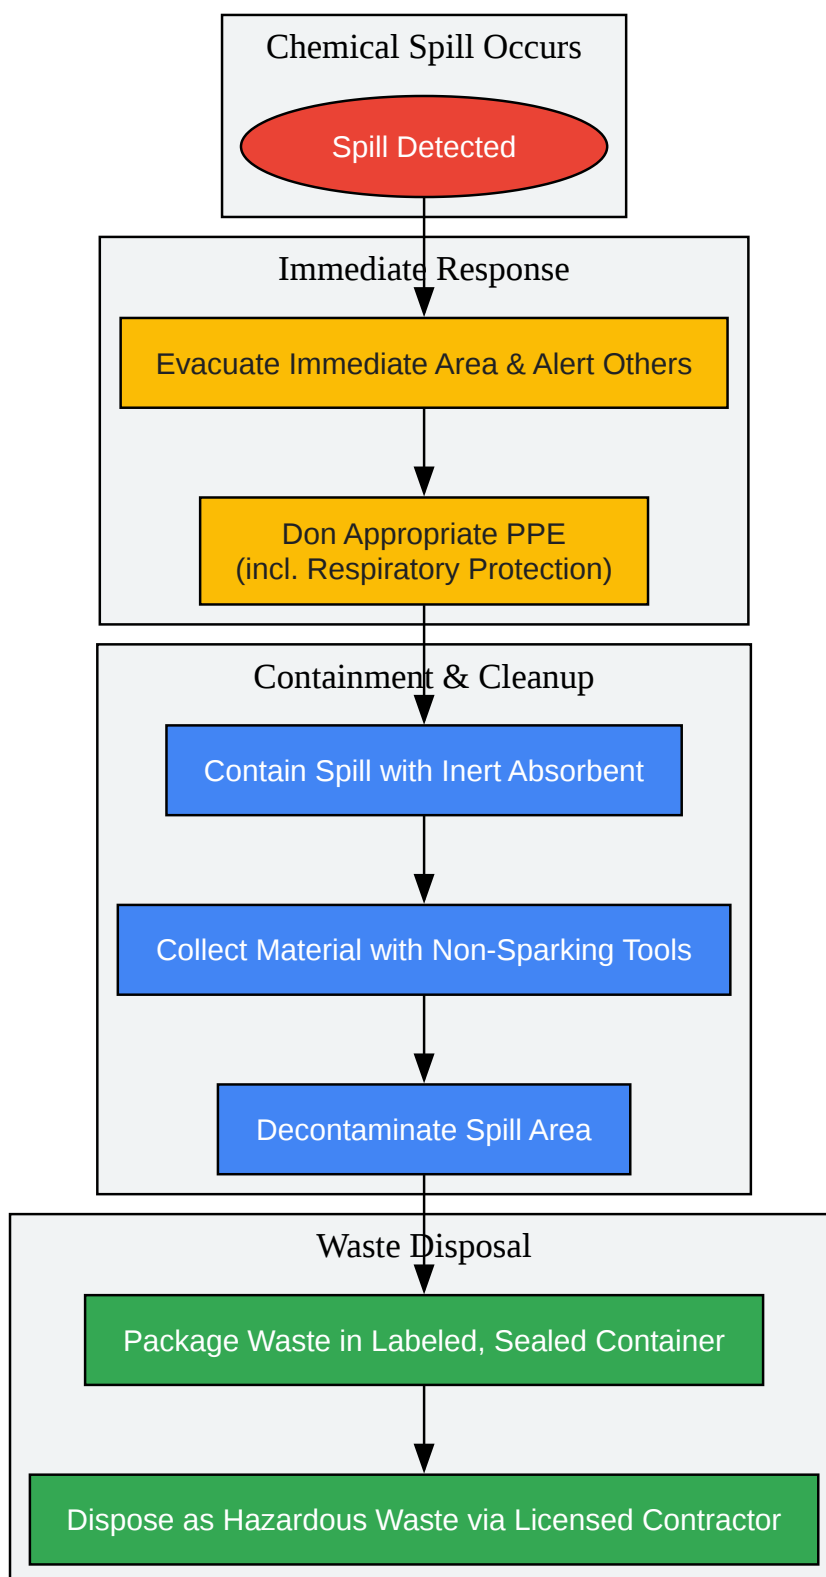 Chemical Spill Occurs
Spill Detected
Immediate Response
Evacuate Immediate Area & Alert Others
Don Appropriate PPE
(incl. Respiratory Protection)
Containment & Cleanup
Contain Spill with Inert Absorbent
Collect Material with Non-Sparking Tools
Decontaminate Spill Area
Waste Disposal
Package Waste in Labeled, Sealed Container
Dispose as Hazardous Waste via Licensed Contractor